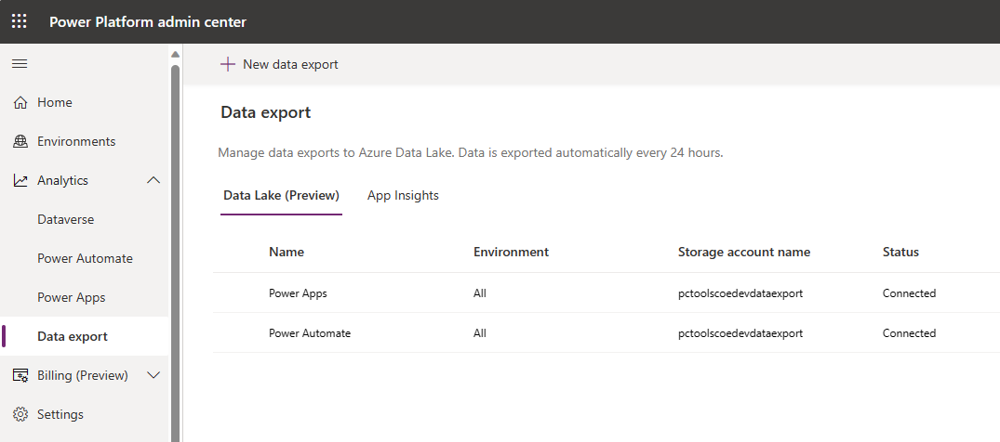 Power Platform admin center
Home
Environments
Analytics
Dataverse
Power Automate
Power Apps
Data export
Billing (Preview)
Settings
New data export
Data export
Manage data exports to Azure Data Lake. Data is exported automatically every 24 hours.
Data Lake (Preview) App Insights
Name Environment Storage account name Status
Power Apps All pctoolscoedevdataexport Connected
Power Automate All pctoolscoedevdataexport Connected